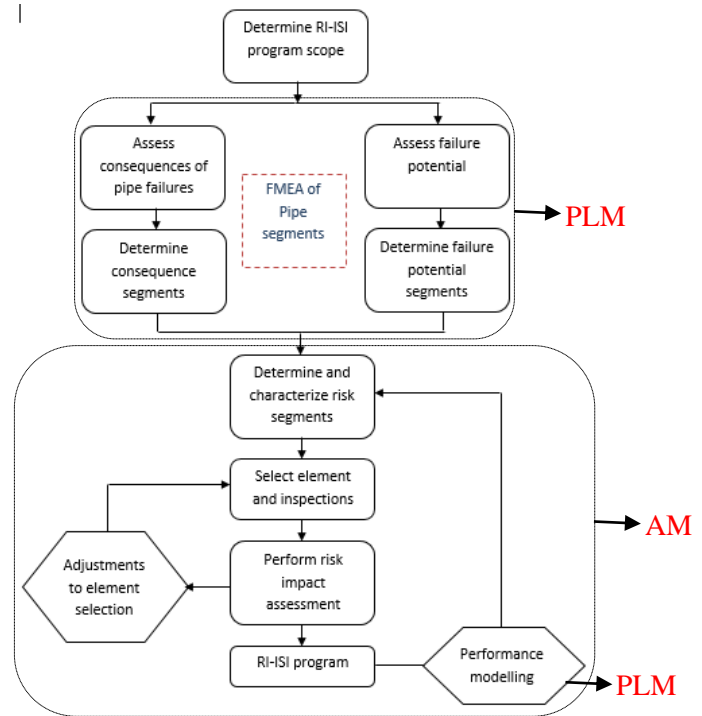 Determine RI-ISI
program scope
Assess
consequences of
pipe failures
Assess failure
potential
FMEA of
Pipe
segments
PLM
Determine
consequence
segments
Determine failure
potential
segments
Determine and
characterize risk
segments
Select element
and inspections
AM
Adjustments
to element
selection
Perform risk
impact
assessment
RI-ISI program
Performance
modelling
PLM